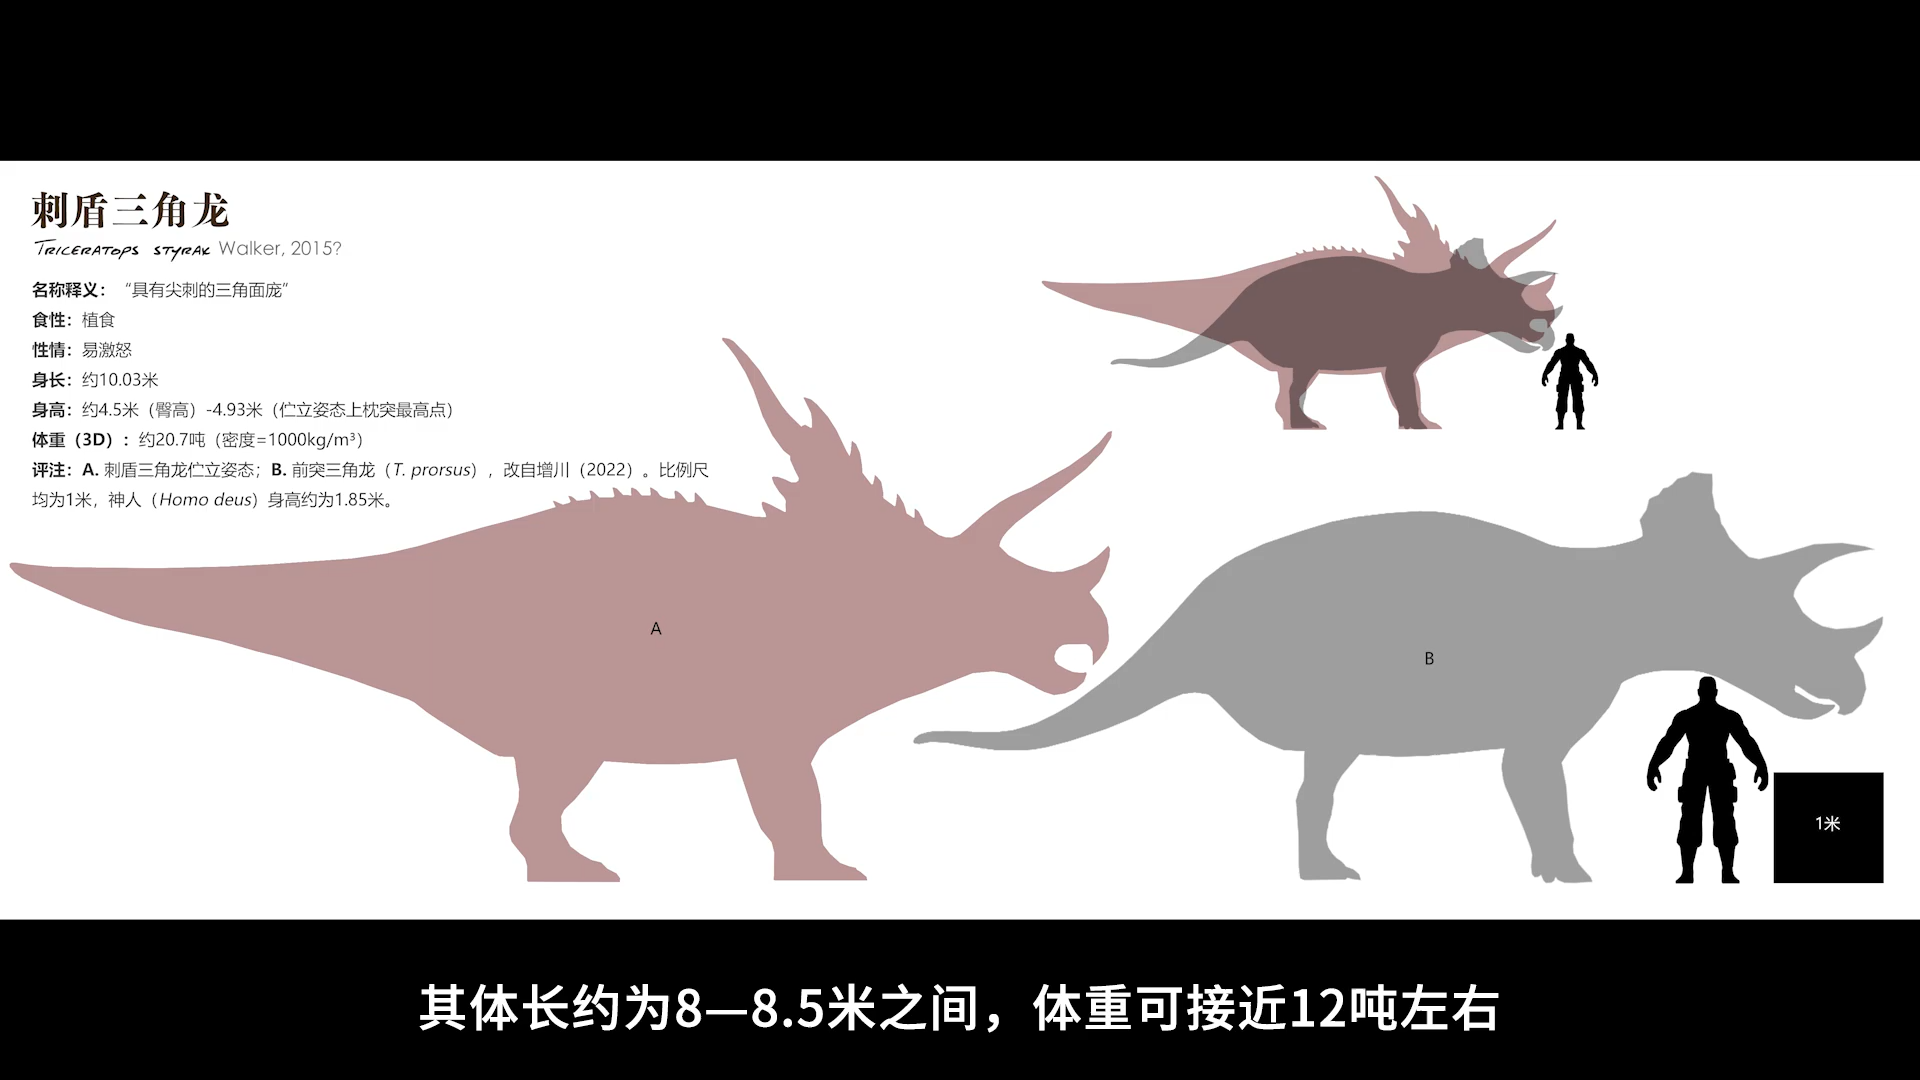 刺盾三角龙
TRICERATOPS STYRAX Walker, 2015?
名称释义：“具有尖刺的三角面庞”
食性：植食
性情：易激怒
身长：约10.03米
身高：约4.5米（臀高）-4.93米（伫立姿态上枕突最高点）
体重（3D）：约20.7吨（密度=1000kg/m³）
评注：A. 刺盾三角龙伫立姿态；B. 前突三角龙（T. prorsus），改自增川（2022）。比例尺
均为1米，神人（Homo deus）身高约为1.85米。
A
B
1米
其体长约为8—8.5米之间，体重可接近12吨左右